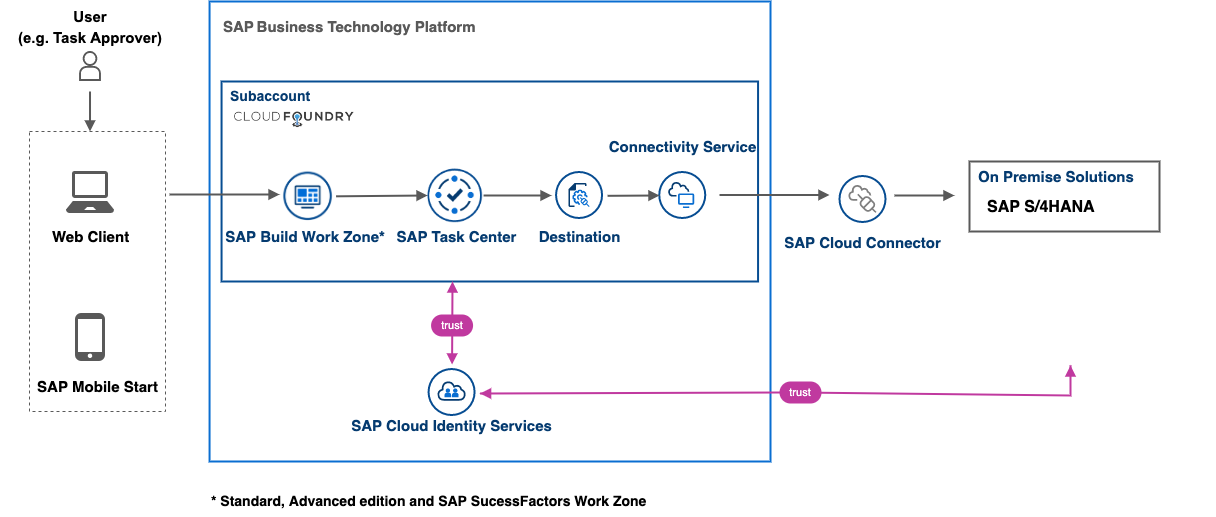 User
(e.g. Task Approver)
SAP Business Technology Platform
Subaccount
CLOUD FOUNDRY
Connectivity Service
On Premise Solutions
SAP S/4HANA
Web Client
SAP Build Work Zone*
SAP Task Center
Destination
SAP Cloud Connector
trust
SAP Mobile Start
trust
SAP Cloud Identity Services
* Standard, Advanced edition and SAP SucessFactors Work Zone